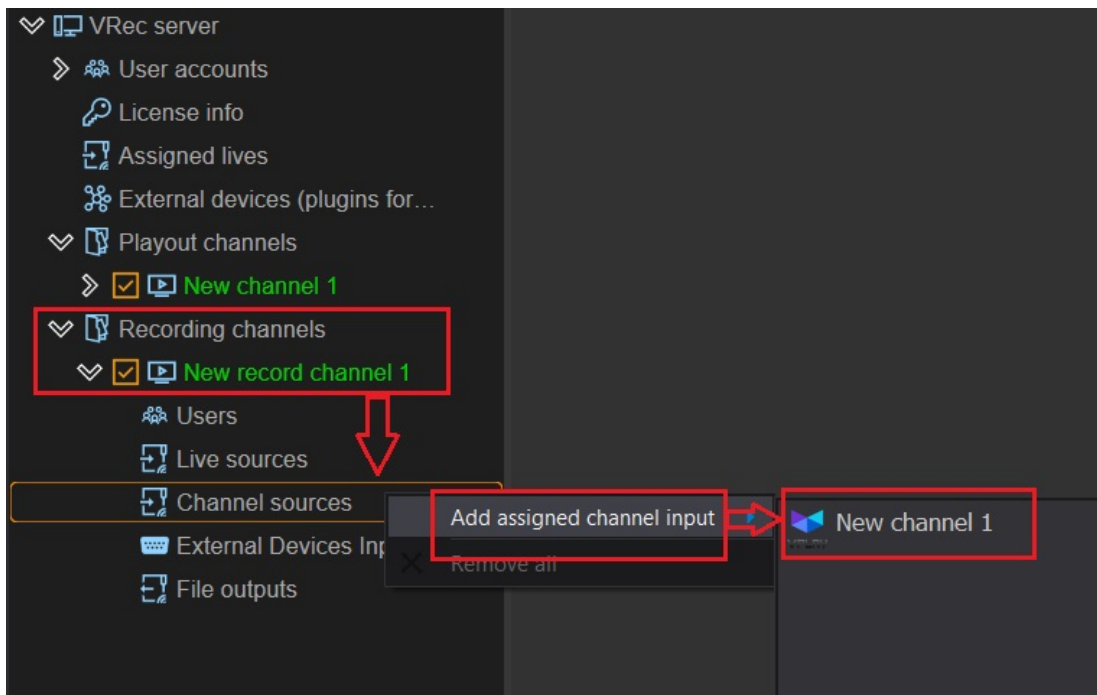 VRec server
User accounts
License info
Assigned lives
External devices (plugins for...
Playout channels
New channel 1
Recording channels
New record channel 1
Users
Live sources
Channel sources
Add assigned channel input
New channel 1
External Devices Inp
Remove all
File outputs